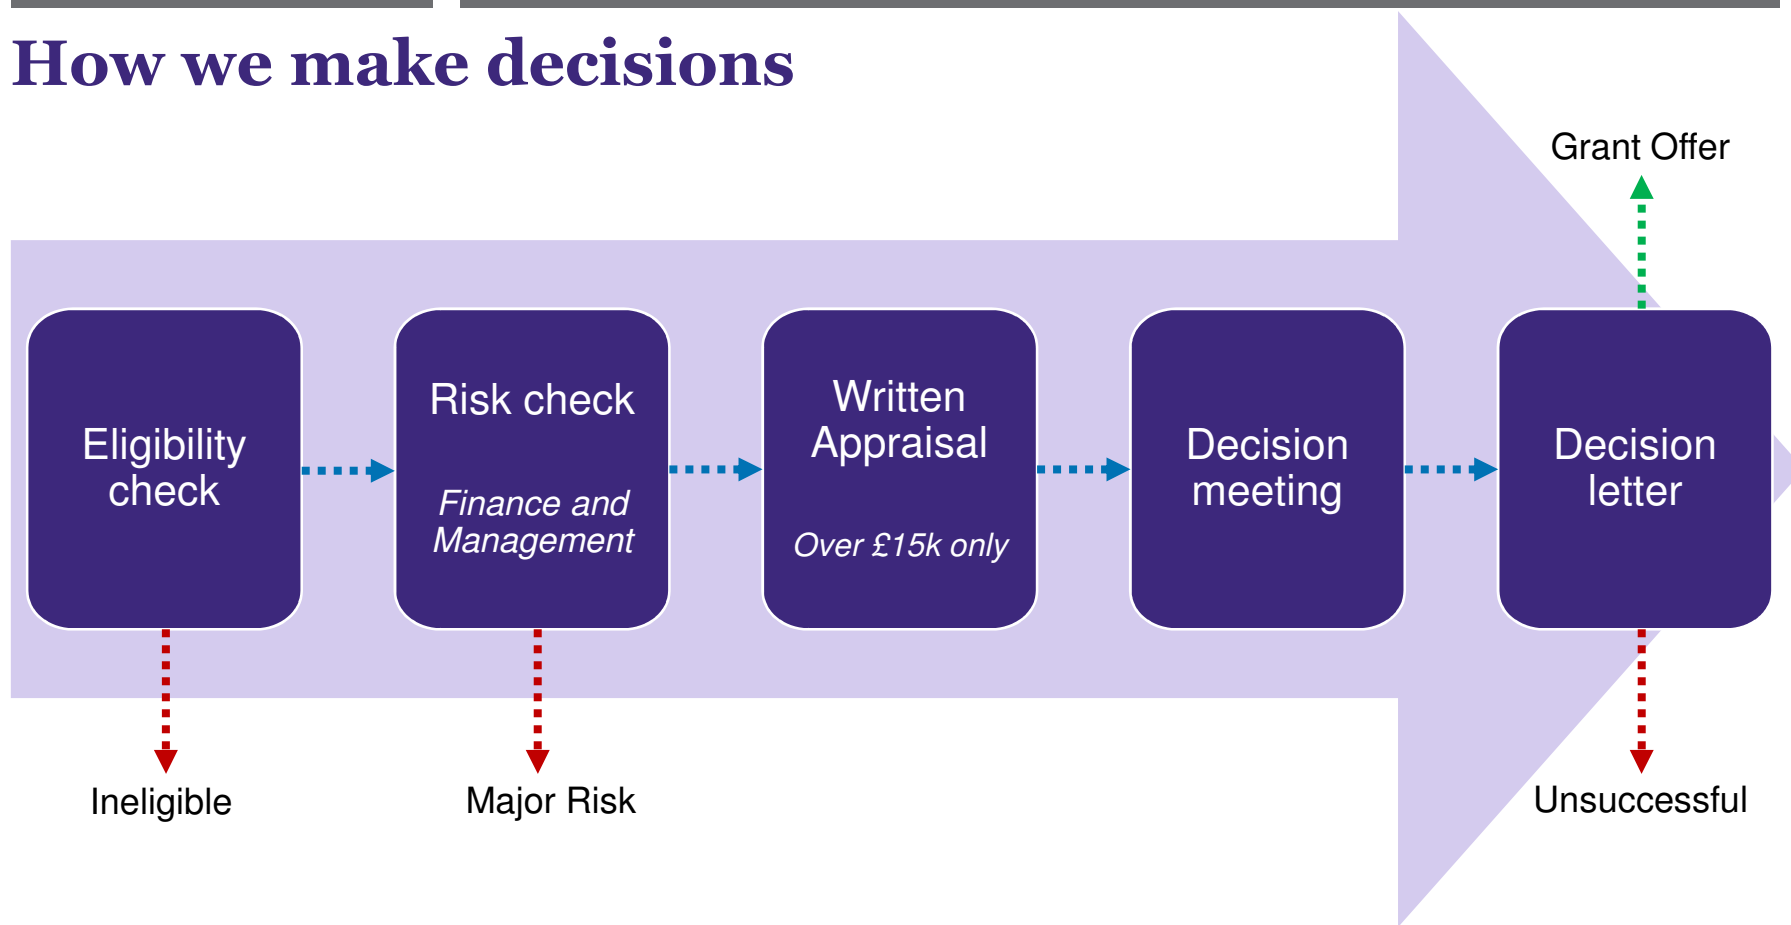 How we make decisions
Grant Offer
Eligibility
check
Risk check
Finance and
Management
Written
Appraisal
Over £15k only
Decision
meeting
Decision
letter
Ineligible
Major Risk
Unsuccessful